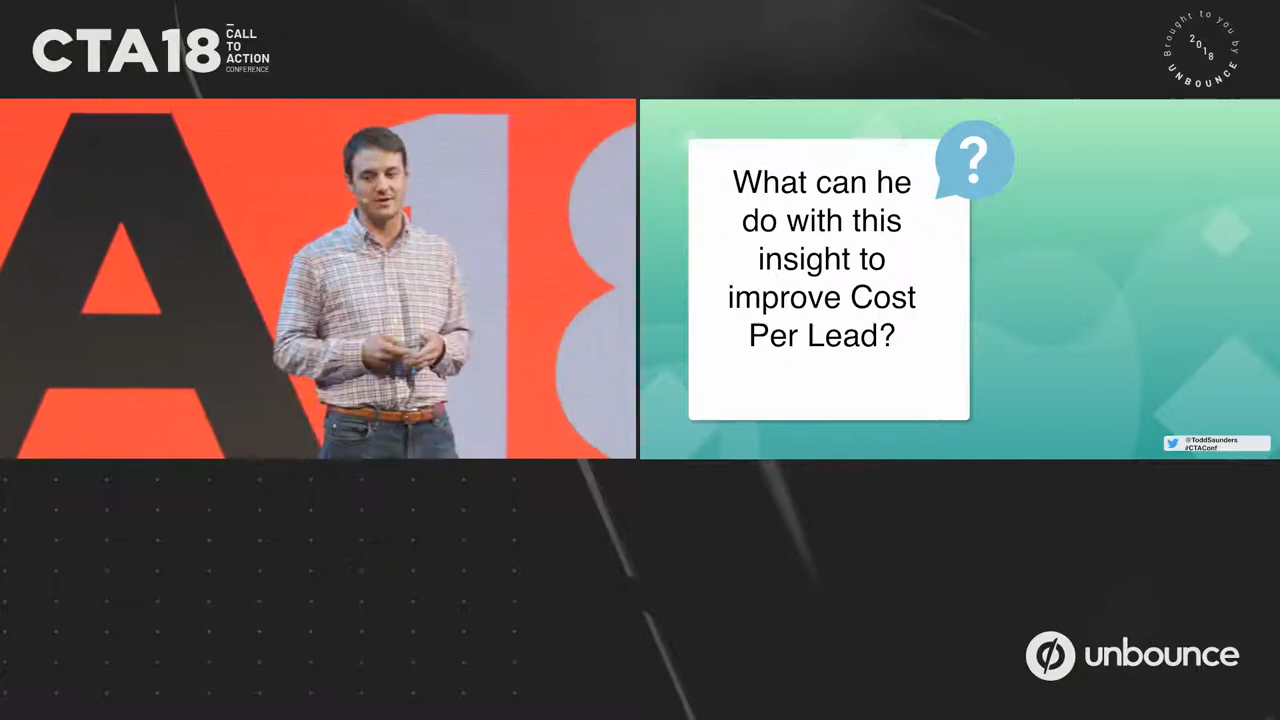 CTA18
CALL
TO
ACTION
CONFERENCE
Brought to you by
2018
UNBOUNCE
A18
?
What can he
do with this
insight to
improve Cost
Per Lead?
@ToddSaunders
#CTAConf
unbounce